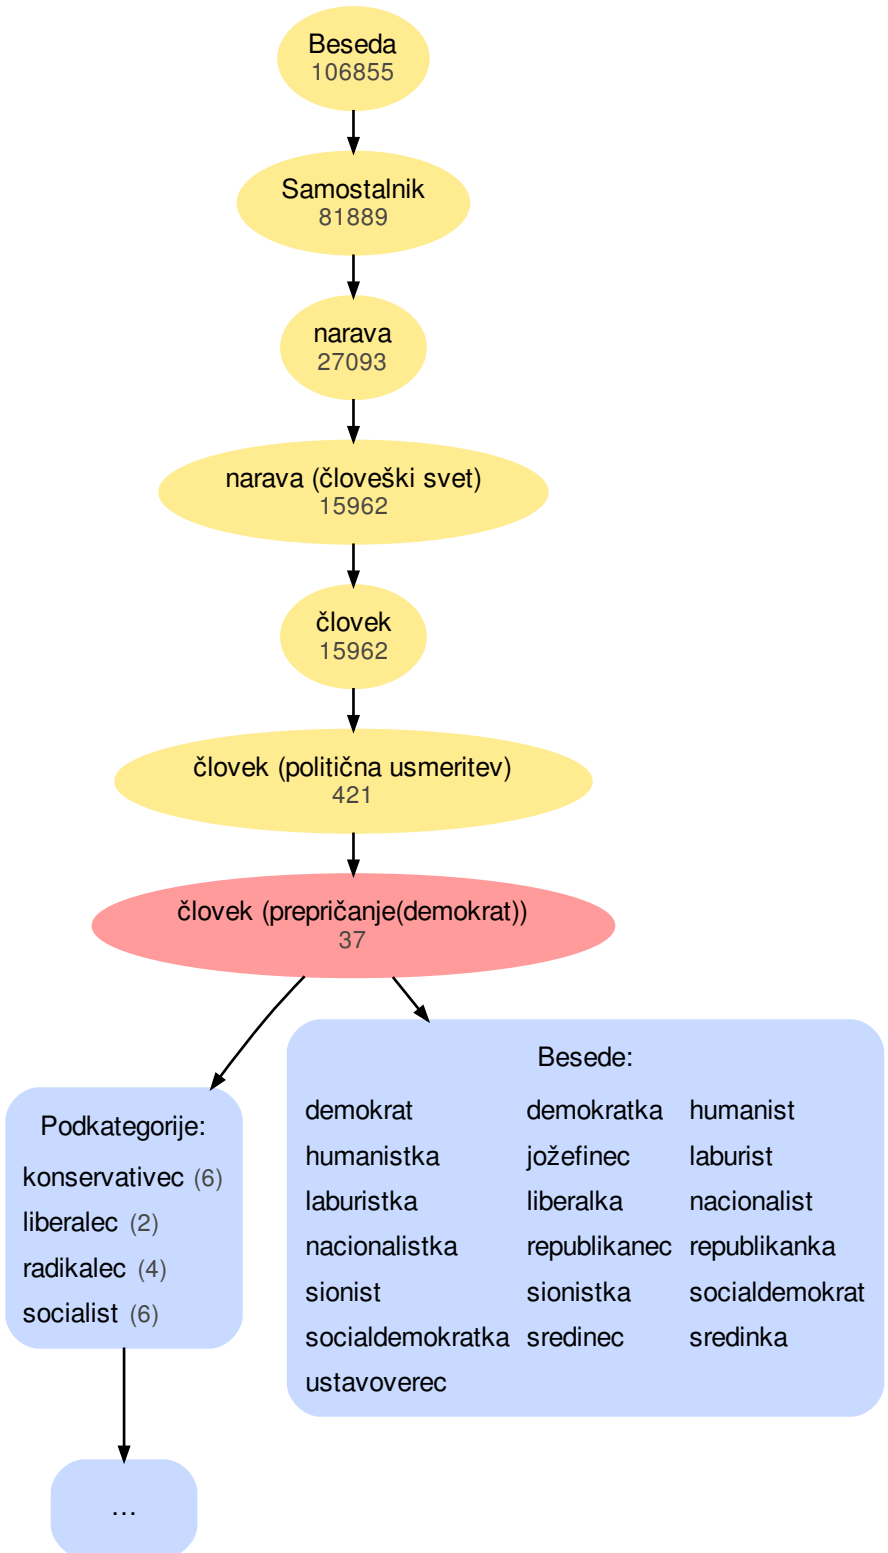 Beseda
106855
Samostalnik
81889
narava
27093
narava (človeški svet)
15962
človek
15962
človek (politična usmeritev)
421
človek (prepričanje(demokrat))
37
Podkategorije:
konservativec (6)
liberalec (2)
radikalec (4)
socialist (6)
...
Besede:
demokrat demokratka humanist
humanistka jožefinec laburist
laburistka liberalka nacionalist
nacionalistka republikanec republikanka
sionist sionistka socialdemokrat
socialdemokratka sredinec sredinka
ustavoverec